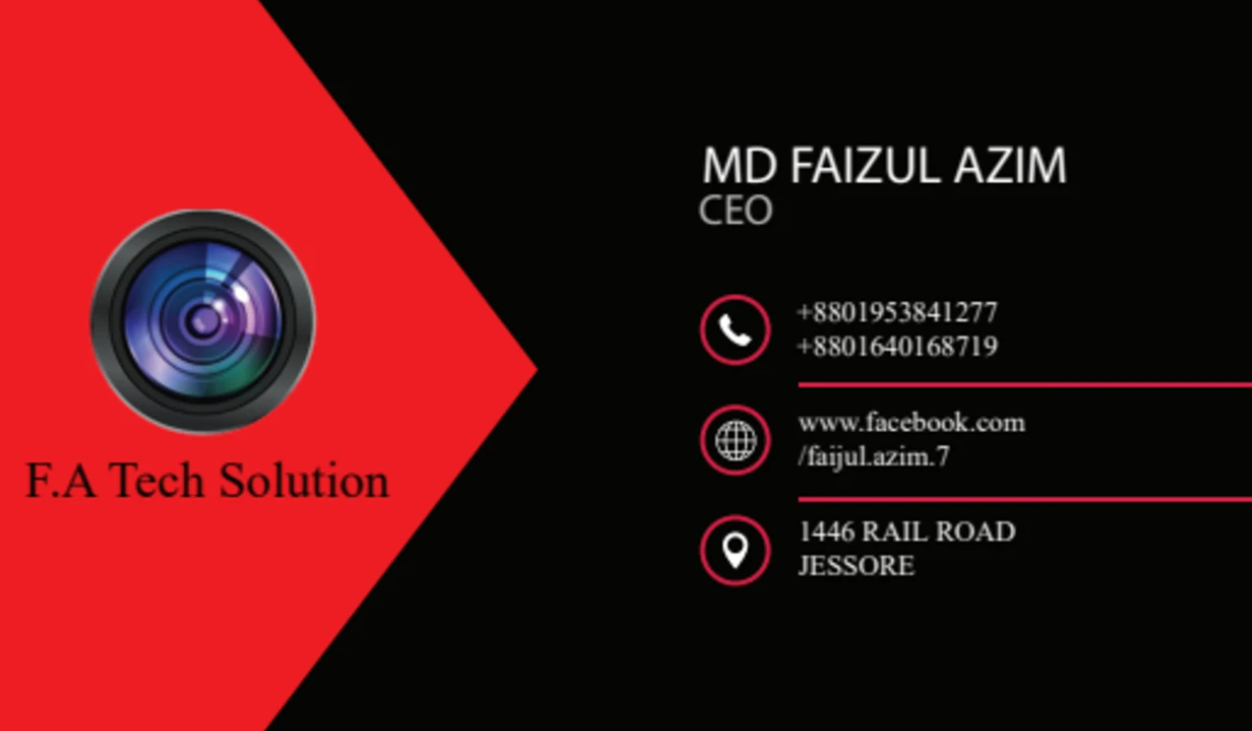 F.A Tech Solution
MD FAIZUL AZIM
CEO
+8801953841277
+8801640168719
www.facebook.com
/faijul.azim.7
1446 RAIL ROAD
JESSORE